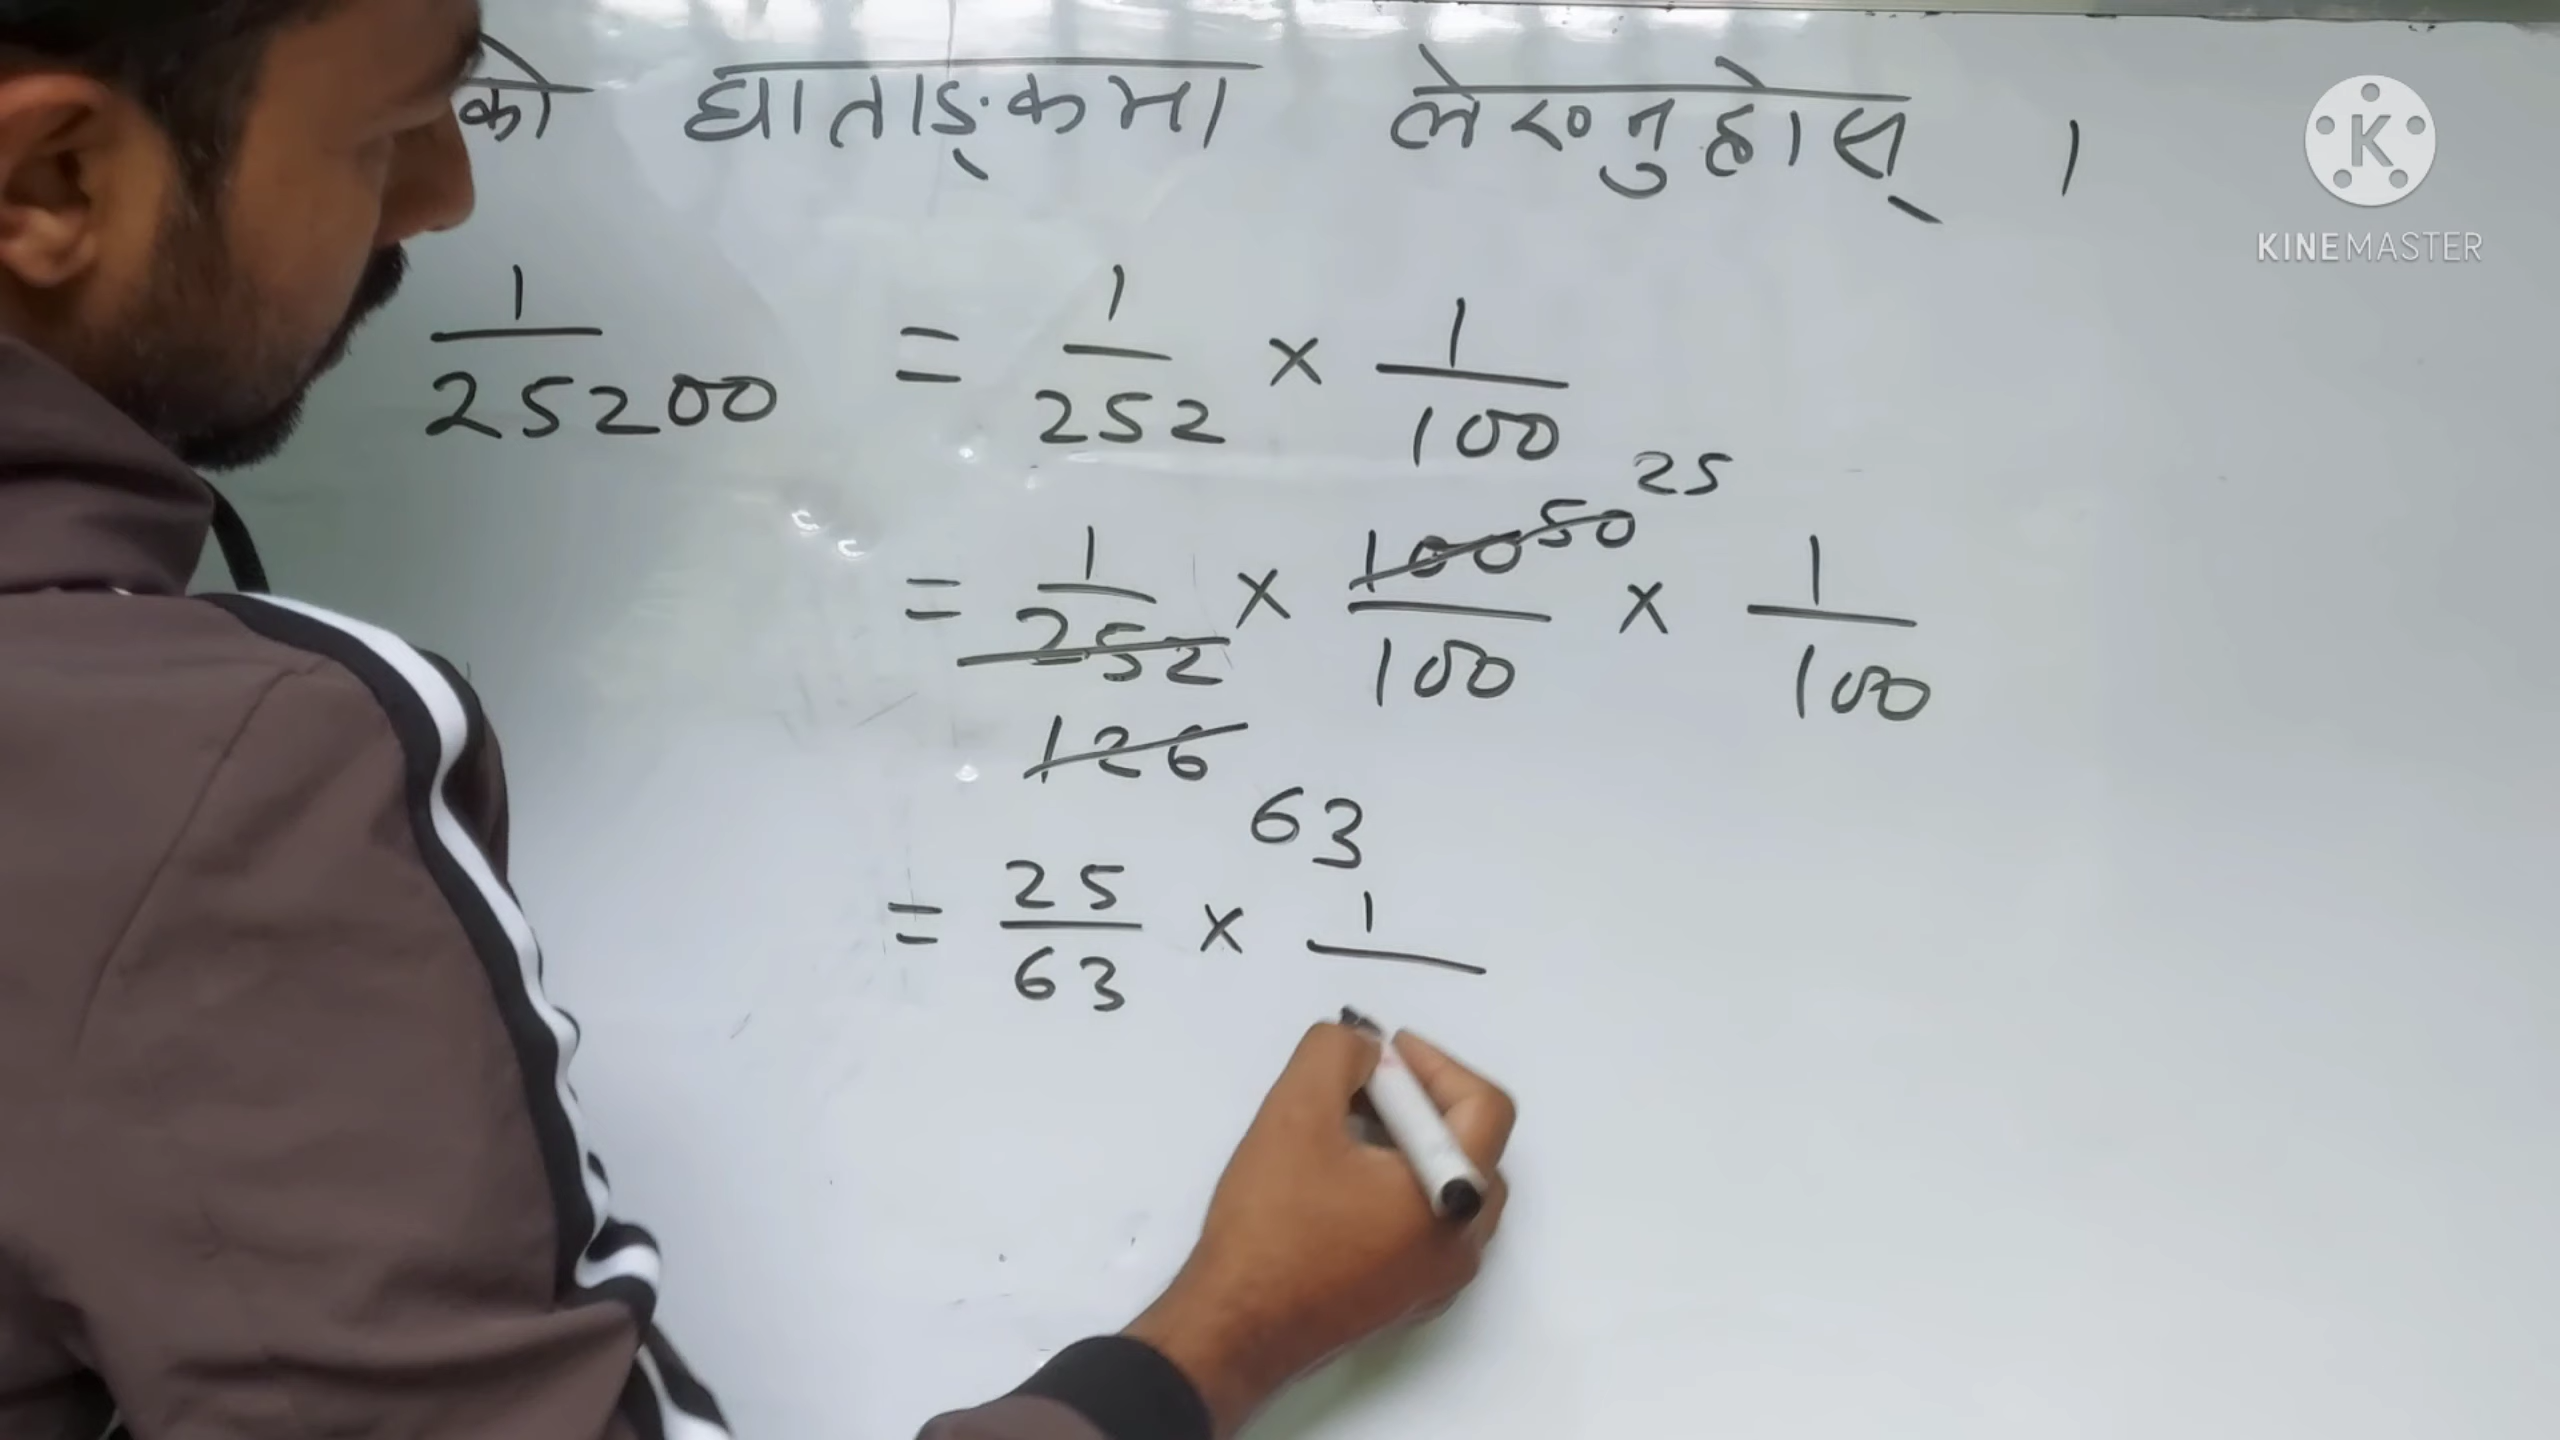 को घाताङ्कमा लेख्नुहोस् ।
K
KINEMASTER
1/25200 = 1/252 × 1/100
25
= 1/252 × 100/100 50 × 1/100
126
63
= 25/63 × 1/